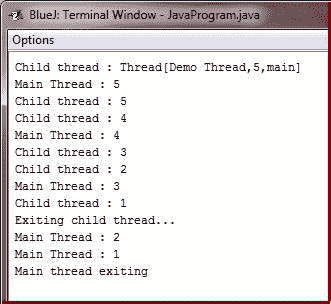 BlueJ: Terminal Window - JavaProgram.java
Options
Child thread : Thread[Demo Thread,5,main]
Main Thread : 5
Child thread : 5
Child thread : 4
Main Thread : 4
Child thread : 3
Child thread : 2
Main Thread : 3
Child thread : 1
Exiting child thread...
Main Thread : 2
Main Thread : 1
Main thread exiting